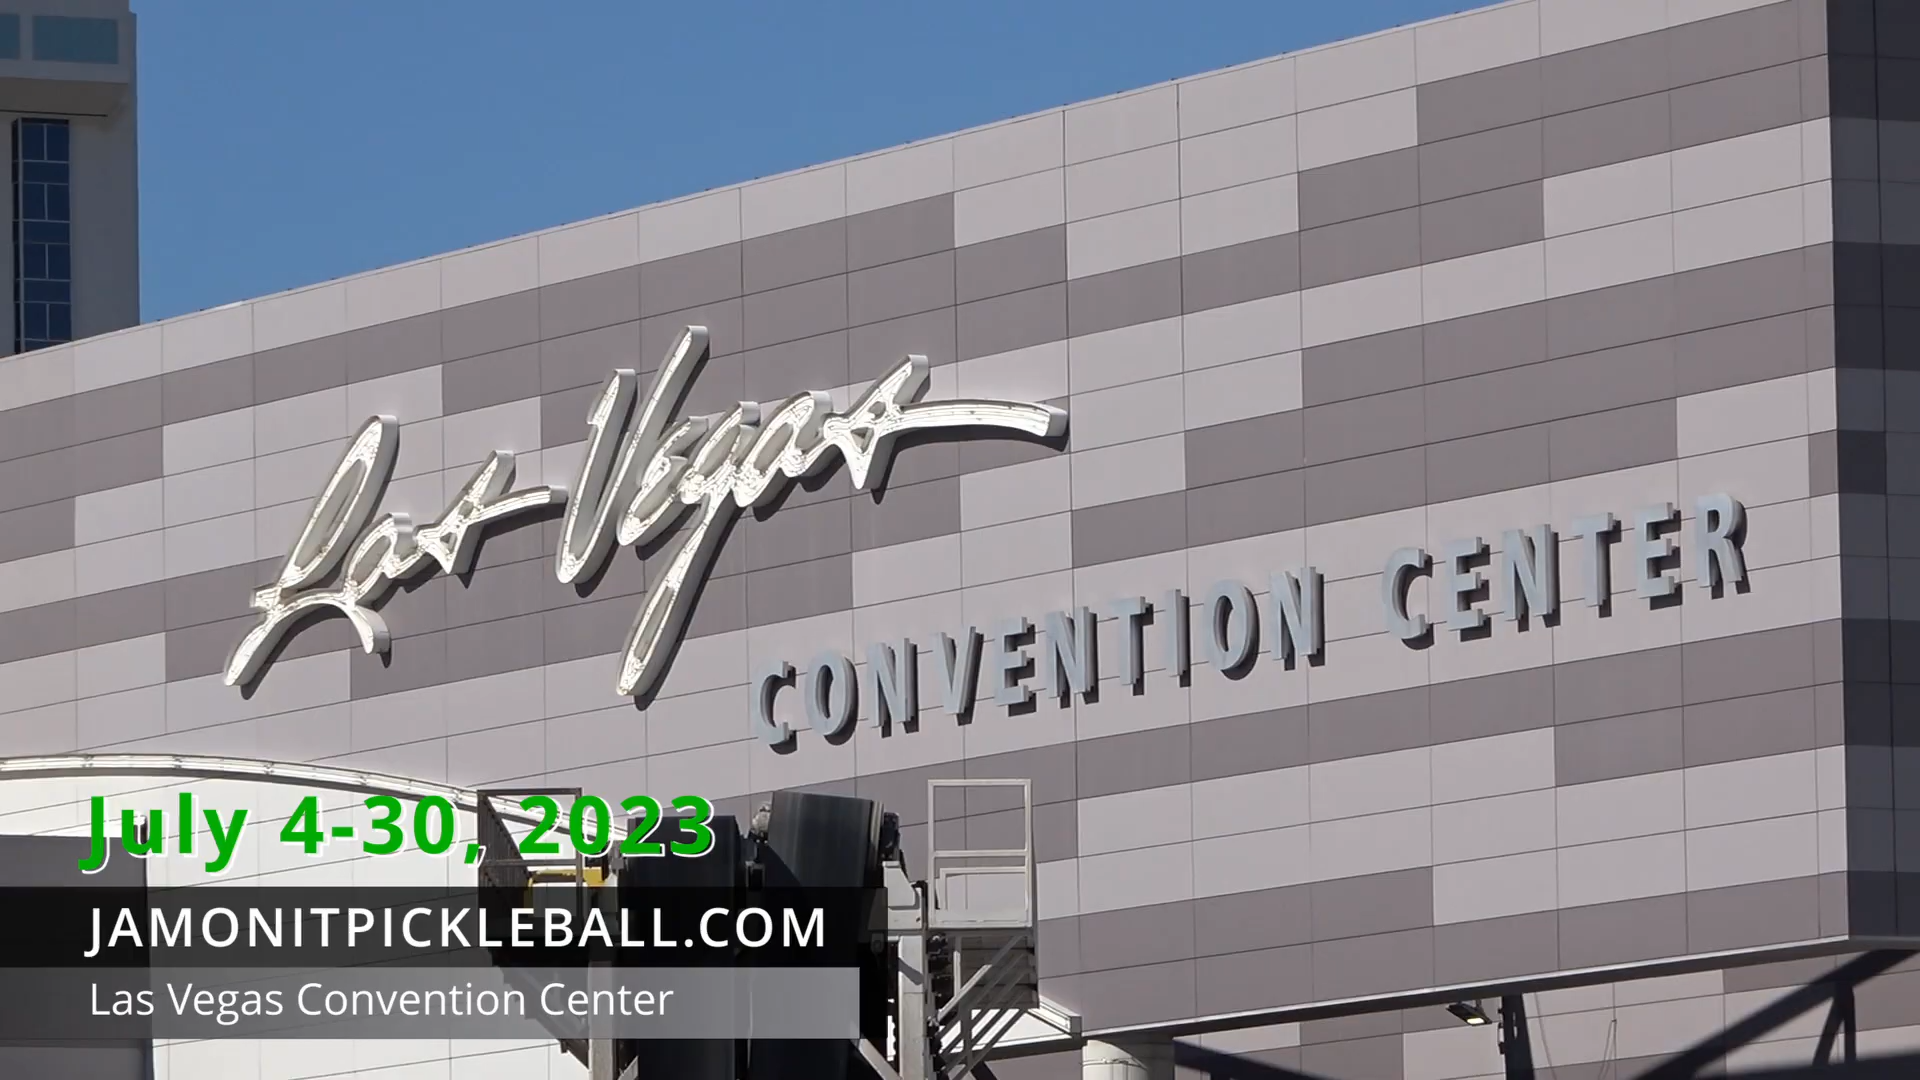 Las Vegas
CONVENTION CENTER
July 4-30, 2023
JAMONITPICKLEBALL.COM
Las Vegas Convention Center